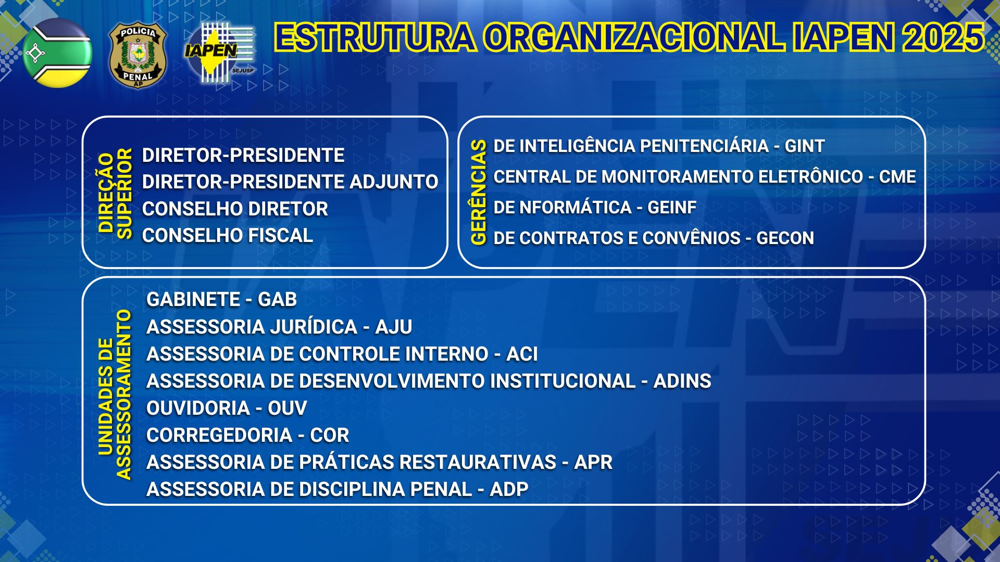 POLÍCIA
PENAL
AP
IAPEN
SEJUSP
ESTRUTURA ORGANIZACIONAL IAPEN 2025
DIREÇÃO
SUPERIOR
DIRETOR-PRESIDENTE
DIRETOR-PRESIDENTE ADJUNTO
CONSELHO DIRETOR
CONSELHO FISCAL
GERÊNCIAS
DE INTELIGÊNCIA PENITENCIÁRIA - GINT
CENTRAL DE MONITORAMENTO ELETRÔNICO - CME
DE NFORMÁTICA - GEINF
DE CONTRATOS E CONVÊNIOS - GECON
UNIDADES DE
ASSESSORAMENTO
GABINETE - GAB
ASSESSORIA JURÍDICA - AJU
ASSESSORIA DE CONTROLE INTERNO - ACI
ASSESSORIA DE DESENVOLVIMENTO INSTITUCIONAL - ADINS
OUVIDORIA - OUV
CORREGEDORIA - COR
ASSESSORIA DE PRÁTICAS RESTAURATIVAS - APR
ASSESSORIA DE DISCIPLINA PENAL - ADP
IAPEN